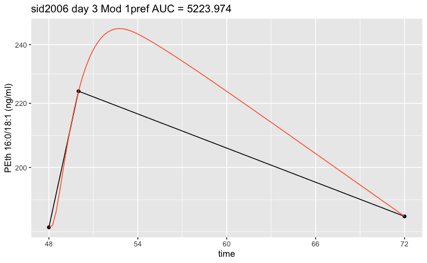 sid2006 day 3 Mod 1pref AUC = 5223.974
PEth 16:0/18:1 (ng/ml)
240
220
200
48
54
60
66
72
time